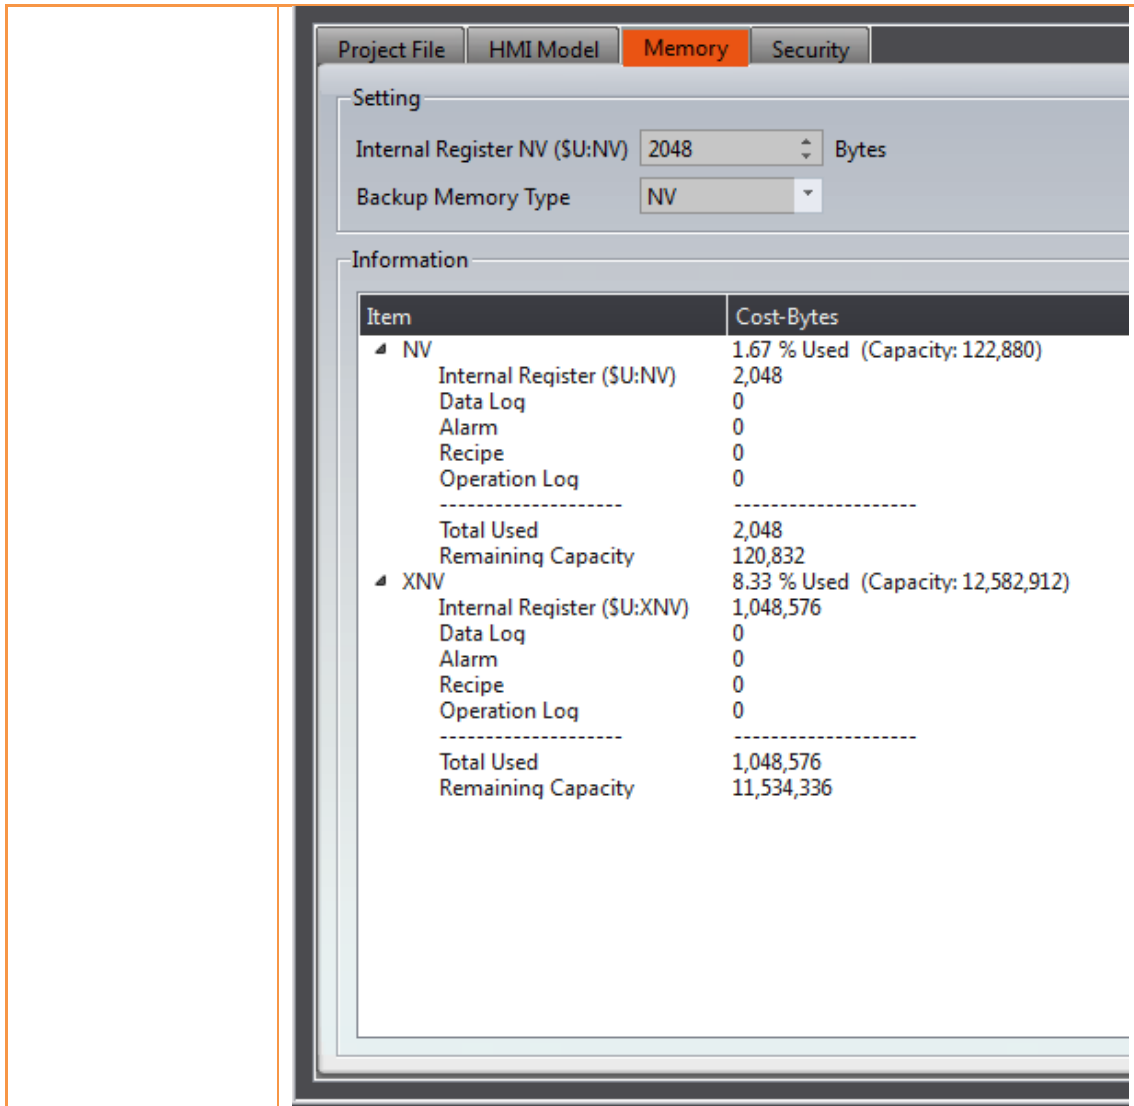 Project File HMI Model Memory Security
Setting
Internal Register NV ($U:NV) 2048 Bytes
Backup Memory Type NV
Information
Item Cost-Bytes
NV 1.67 % Used (Capacity: 122,880)
Internal Register ($U:NV) 2,048
Data Log 0
Alarm 0
Recipe 0
Operation Log 0
-------------------- --------------------
Total Used 2,048
Remaining Capacity 120,832
XNV 8.33 % Used (Capacity: 12,582,912)
Internal Register ($U:XNV) 1,048,576
Data Log 0
Alarm 0
Recipe 0
Operation Log 0
-------------------- --------------------
Total Used 1,048,576
Remaining Capacity 11,534,336